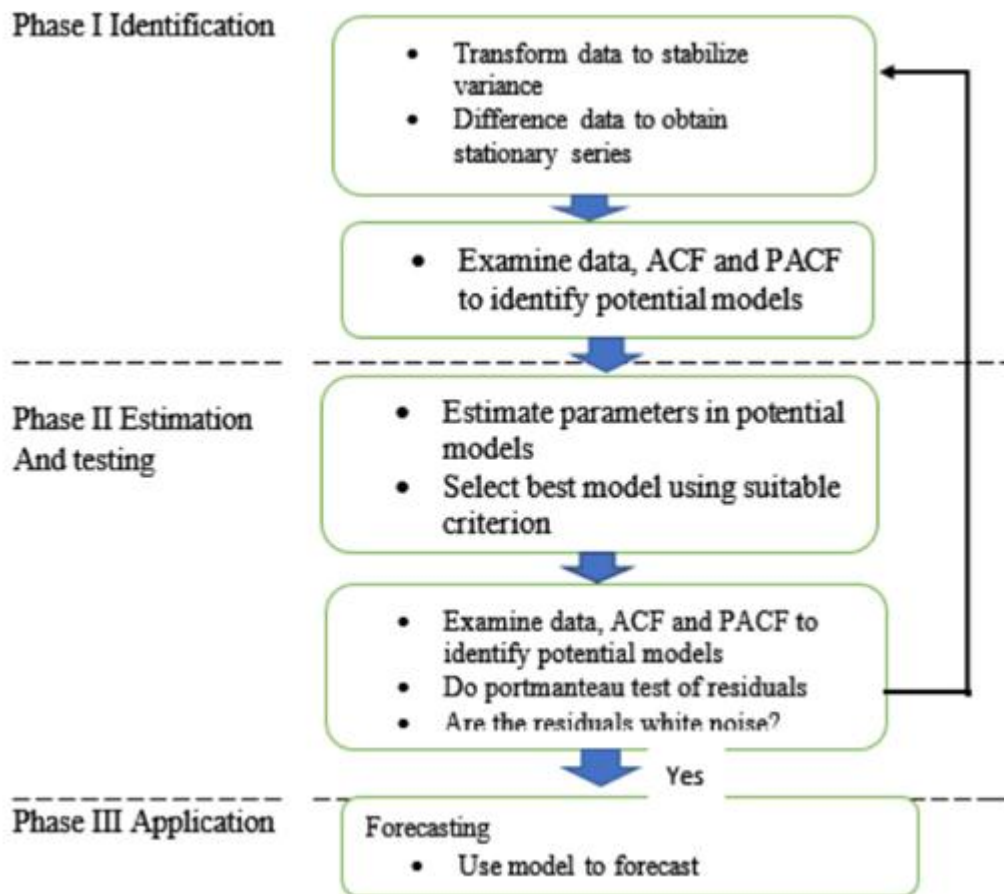 Phase I Identification
• Transform data to stabilize
variance
• Difference data to obtain
stationary series
• Examine data, ACF and PACF
to identify potential models
Phase II Estimation
And testing
• Estimate parameters in potential
models
• Select best model using suitable
criterion
• Examine data, ACF and PACF to
identify potential models
• Do portmanteau test of residuals
• Are the residuals white noise?
Yes
Phase III Application
Forecasting
• Use model to forecast